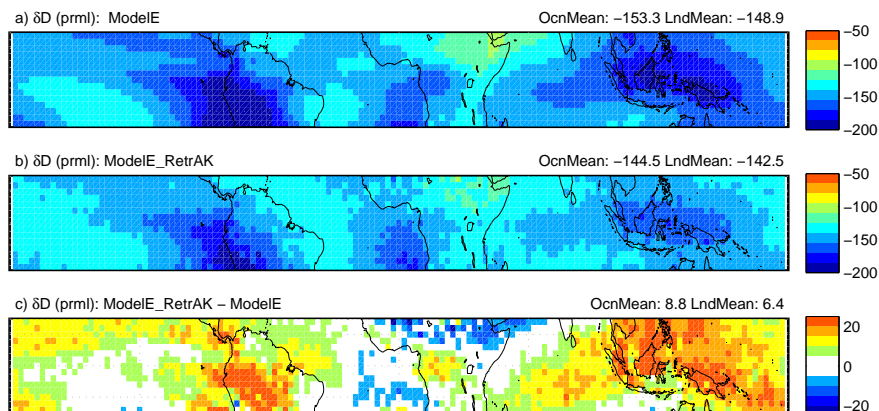 a) δD (prml):  ModelE
OcnMean: −153.3 LndMean: −148.9
−50
−100
−150
−200
b) δD (prml): ModelE_RetrAK
OcnMean: −144.5 LndMean: −142.5
−50
−100
−150
−200
c) δD (prml): ModelE_RetrAK − ModelE
OcnMean: 8.8 LndMean: 6.4
20
0
−20